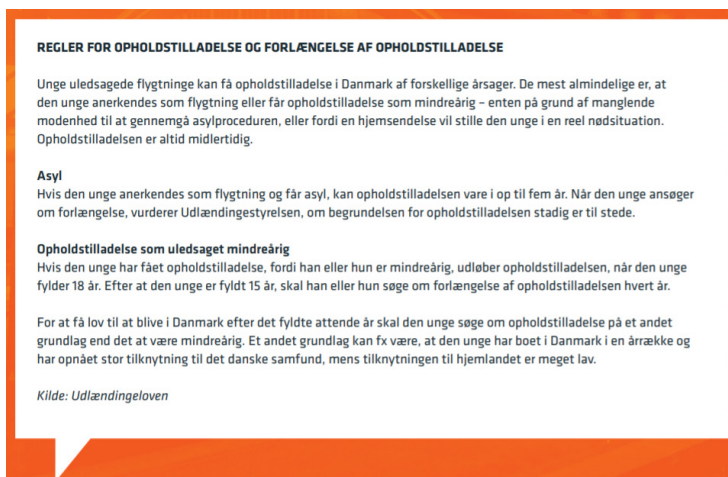 REGLER FOR OPHOLDSTILLADELSE OG FORLÆNGELSE AF OPHOLDSTILLADELSE
Unge uledsagede flygtninge kan få opholdstilladelse i Danmark af forskellige årsager. De mest almindelige er, at
den unge anerkendes som flygtning eller får opholdstilladelse som mindreårig – enten på grund af manglende
modenhed til at gennemgå asylproceduren, eller fordi en hjemsendelse vil stille den unge i en reel nødsituation.
Opholdstilladelsen er altid midlertidig.
Asyl
Hvis den unge anerkendes som flygtning og får asyl, kan opholdstilladelsen vare i op til fem år. Når den unge ansøger
om forlængelse, vurderer Udlændingestyrelsen, om begrundelsen for opholdstilladelsen stadig er til stede.
Opholdstilladelse som uledsaget mindreårig
Hvis den unge har fået opholdstilladelse, fordi han eller hun er mindreårig, udløber opholdstilladelsen, når den unge
fylder 18 år. Efter at den unge er fyldt 15 år, skal han eller hun søge om forlængelse af opholdstilladelsen hvert år.
For at få lov til at blive i Danmark efter det fyldte attende år skal den unge søge om opholdstilladelse på et andet
grundlag end det at være mindreårig. Et andet grundlag kan fx være, at den unge har boet i Danmark i en årrække og
har opnået stor tilknytning til det danske samfund, mens tilknytningen til hjemlandet er meget lav.
Kilde: Udlændingeloven